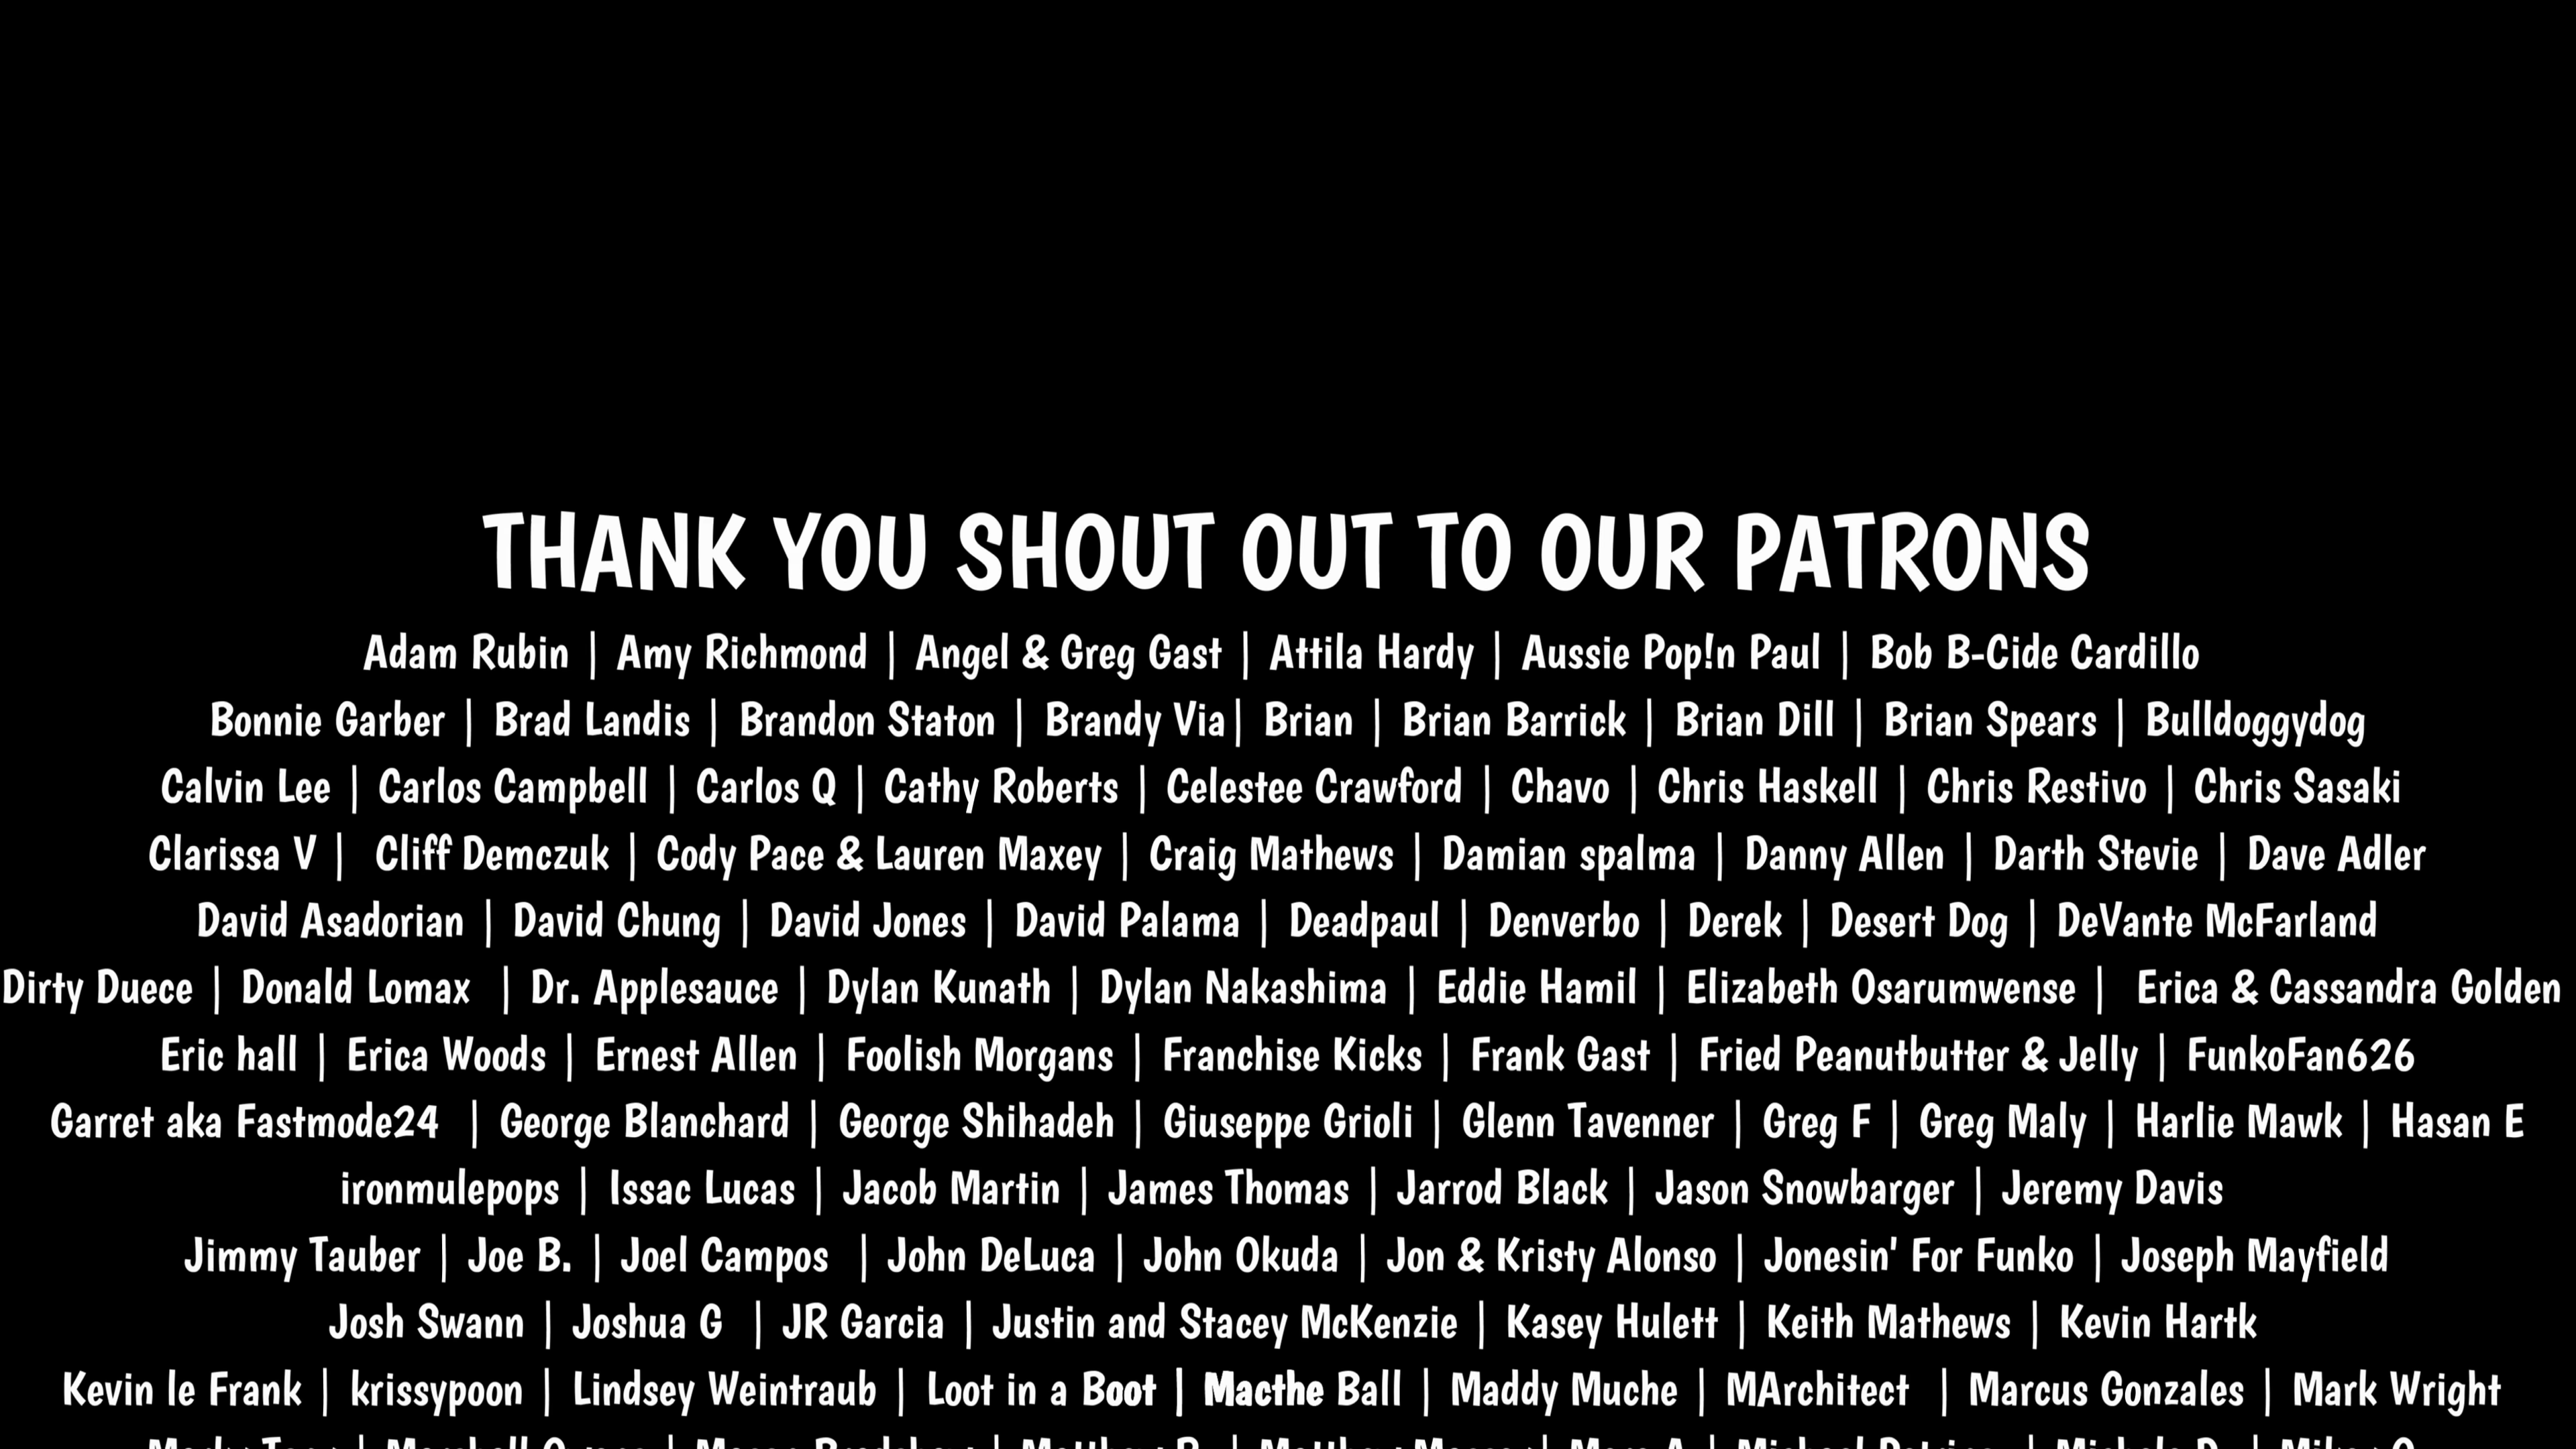 THANK YOU SHOUT OUT TO OUR PATRONS
Adam Rubin | Amy Richmond | Angel & Greg Gast | Attila Hardy | Aussie Pop!n Paul | Bob B-Cide Cardillo
Bonnie Garber | Brad Landis | Brandon Staton | Brandy Via| Brian | Brian Barrick | Brian Dill | Brian Spears | Bulldoggydog
Calvin Lee | Carlos Campbell | Carlos Q | Cathy Roberts | Celestee Crawford | Chavo | Chris Haskell | Chris Restivo | Chris Sasaki
Clarissa V | Cliff Demczuk | Cody Pace & Lauren Maxey | Craig Mathews | Damian spalma | Danny Allen | Darth Stevie | Dave Adler
David Asadorian | David Chung | David Jones | David Palama | Deadpaul | Denverbo | Derek | Desert Dog | DeVante McFarland
Dirty Duece | Donald Lomax | Dr. Applesauce | Dylan Kunath | Dylan Nakashima | Eddie Hamil | Elizabeth Osarumwense | Erica & Cassandra Golden
Eric hall | Erica Woods | Ernest Allen | Foolish Morgans | Franchise Kicks | Frank Gast | Fried Peanutbutter & Jelly | FunkoFan626
Garret aka Fastmode24 | George Blanchard | George Shihadeh | Giuseppe Grioli | Glenn Tavenner | Greg F | Greg Maly | Harlie Mawk | Hasan E
ironmulepops | Issac Lucas | Jacob Martin | James Thomas | Jarrod Black | Jason Snowbarger | Jeremy Davis
Jimmy Tauber | Joe B. | Joel Campos | John DeLuca | John Okuda | Jon & Kristy Alonso | Jonesin' For Funko | Joseph Mayfield
Josh Swann | Joshua G | JR Garcia | Justin and Stacey McKenzie | Kasey Hulett | Keith Mathews | Kevin Hartk
Kevin le Frank | krissypoon | Lindsey Weintraub | Loot in a Boot | Macthe Ball | Maddy Muche | MArchitect | Marcus Gonzales | Mark Wright